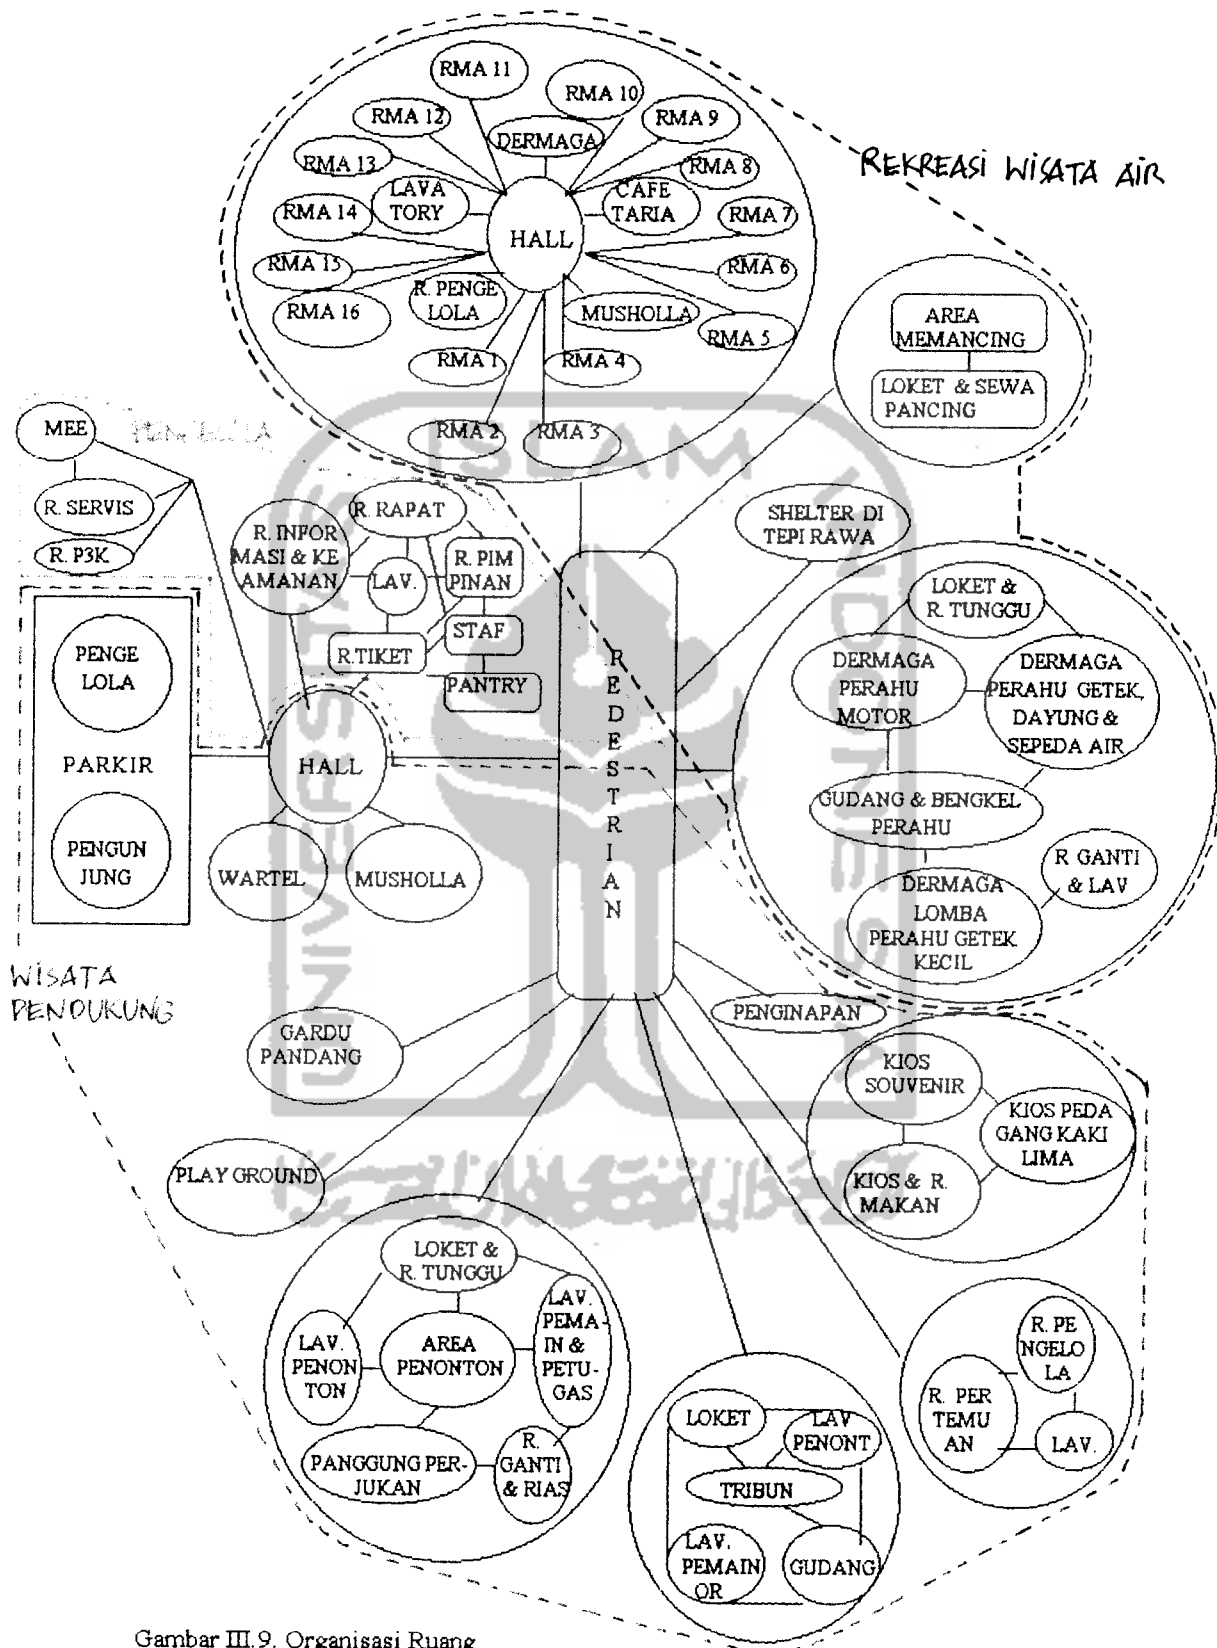 RMA 11
RMA 10
RMA 12
RMA 9
DERMAGA
RMA 13
RMA 8
REKREASI WISATA AIR
LAVA
TORY
CAFE
TARIA
RMA 14
RMA 7
HALL
RMA 15
RMA 6
R. PENGE
LOLA
RMA 16
MUSHOLLA
RMA 5
RMA 1
RMA 4
RMA 2
RMA 3
AREA
MEMANCING
LOKET & SEWA
PANCING
MEE
PENGELOLA
R. SERVIS
R. P3K
R. RAPAT
R. INFOR
MASI & KE
AMANAN
LAV.
R. PIM
PINAN
STAF
R.TIKET
PANTRY
SHELTER DI
TEPI RAWA
ISLAM
UNIVERSITAS
INDONESIA
LOKET &
R. TUNGGU
DERMAGA
PERAHU
MOTOR
DERMAGA
PERAHU GETEK,
DAYUNG &
SEPEDA AIR
GUDANG & BENGKEL
PERAHU
R GANTI
& LAV
DERMAGA
LOMBA
PERAHU GETEK
KECIL
PENGE
LOLA
PARKIR
PENGUN
JUNG
HALL
WARTEL
MUSHOLLA
R
E
D
E
S
T
R
I
A
N
WISATA
PENDUKUNG
GARDU
PANDANG
PENGINAPAN
KIOS
SOUVENIR
KIOS PEDA
GANG KAKI
LIMA
KIOS & R.
MAKAN
PLAY GROUND
LOKET &
R. TUNGGU
LAV.
PENON
TON
AREA
PENONTON
LAV.
PEMA-
IN &
PETU-
GAS
PANGGUNG PER-
JUKAN
R.
GANTI
& RIAS
LOKET
LAV
PENONT
TRIBUN
LAV.
PEMAIN
OR
GUDANG
R. PE
NGELO
LA
R. PER
TEMU
AN
LAV.
Gambar III.9. Organisasi Ruang